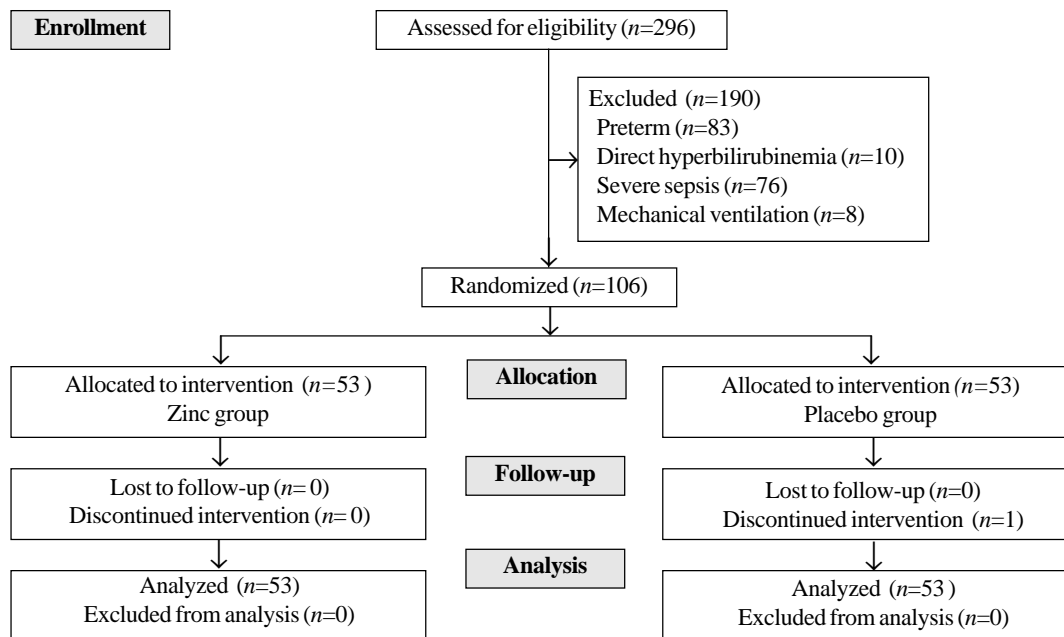 Enrollment
Assessed for eligibility (n=296)
Excluded (n=190)
Preterm (n=83)
Direct hyperbilirubinemia (n=10)
Severe sepsis (n=76)
Mechanical ventilation (n=8)
Randomized (n=106)
Allocation
Allocated to intervention (n=53)
Zinc group
Allocated to intervention (n=53)
Placebo group
Follow-up
Lost to follow-up (n= 0)
Discontinued intervention (n= 0)
Lost to follow-up (n=0)
Discontinued intervention (n=1)
Analysis
Analyzed (n=53)
Excluded from analysis (n=0)
Analyzed (n=53)
Excluded from analysis (n=0)